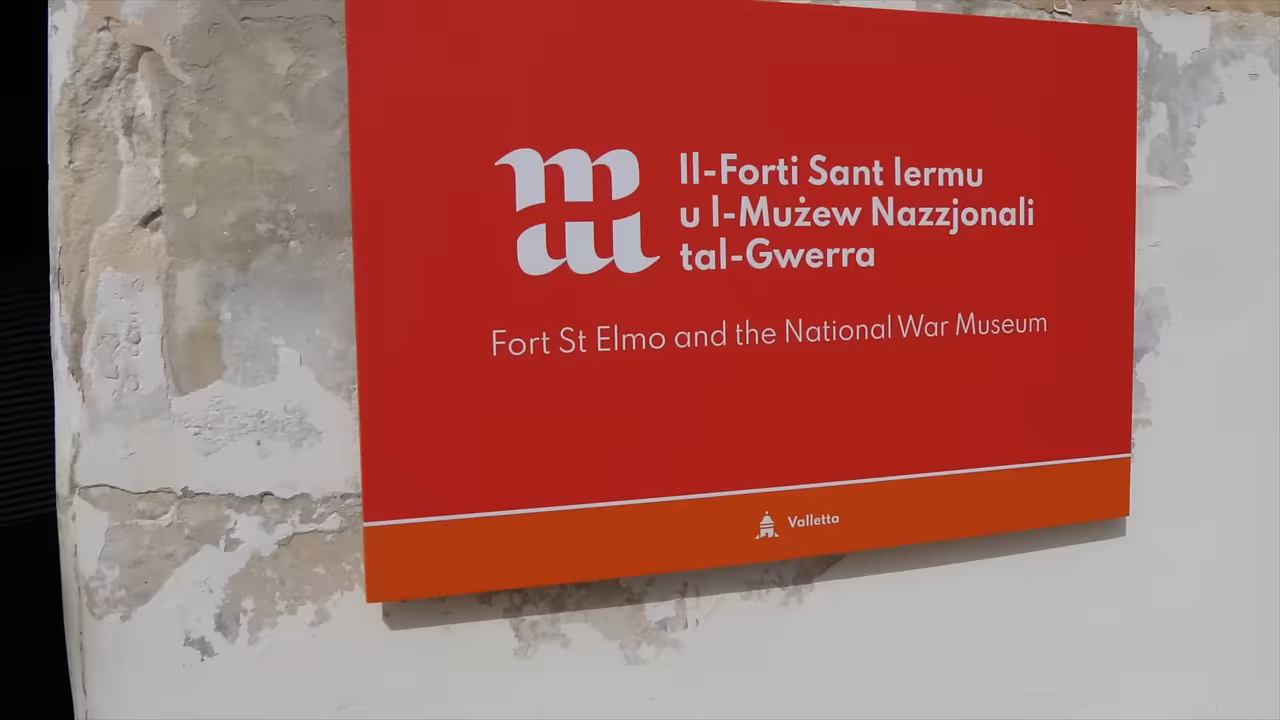 Il-Forti Sant Iermu
u l-Mużew Nazzjonali
tal-Gwerra
Fort St Elmo and the National War Museum
Valletta